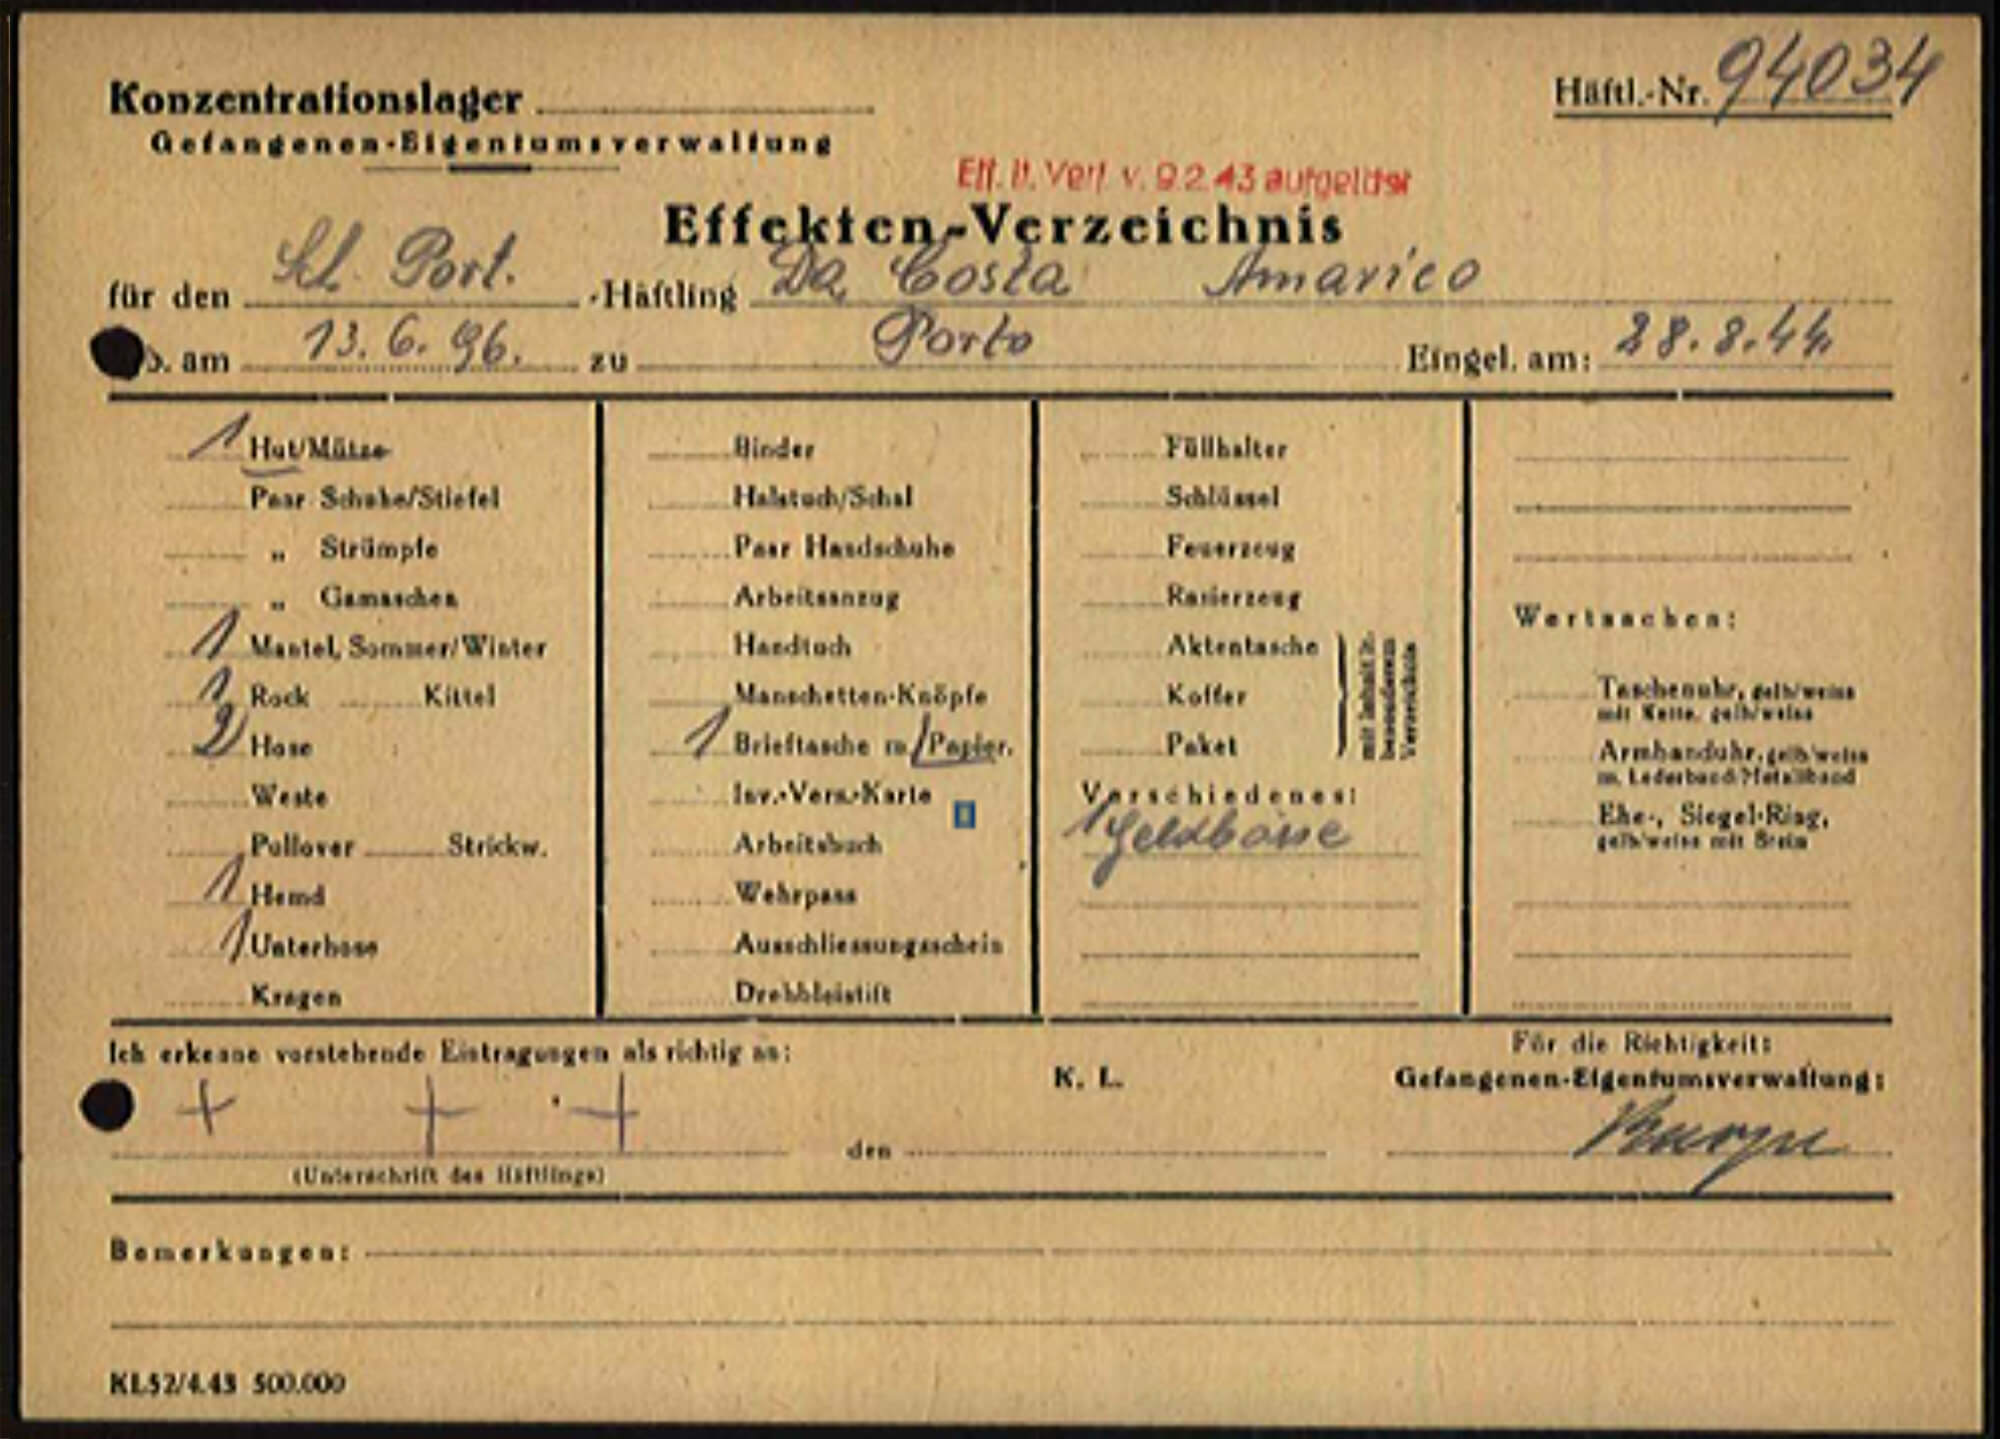 Konzentrationslager
Häftl.-Nr. 94034
Gefangenen-Eigentumsverwaltung
Eff. lt. Verf. v. 9.2.43 aufgelöst
Effekten-Verzeichnis
für den Sch. Port. -Häftling Da Costa Amarico
b. am 13.6.96. zu Porto Eingel. am: 28.8.44.
1 Hut/Mütze
Paar Schuhe/Stiefel
„ Strümpfe
„ Gamaschen
1 Mantel, Sommer/Winter
1 Rock Kittel
2 Hose
Weste
Pullover Strickw.
1 Hemd
1 Unterhose
Kragen
Binder
Halstuch/Schal
Paar Handschuhe
Arbeitsanzug
Handtuch
Manschetten-Knöpfe
1 Brieftasche m./Papier.
Inv.-Vers.-Karte
Arbeitsbuch
Wehrpass
Ausschliessungsschein
Drehbleistift
Füllhalter
Schlüssel
Feuerzeug
Rasierzeug
Aktentasche
Koffer
Paket
mit Inhalt lt.
besonderem
Verzeichnis
Verschiedenes:
1 Geldbörse
Wertsachen:
Taschenuhr, gelb/weiss
mit Kette, gelb/weiss
Armbanduhr, gelb/weiss
m. Lederband/Metallband
Ehe-, Siegel-Ring,
gelb/weiss mit Stein
Ich erkenne vorstehende Eintragungen als richtig an:
K. L.
Für die Richtigkeit:
Gefangenen-Eigentumsverwaltung:
+ + +
den
(Unterschrift des Häftlings)
Bemerkungen:
KL52/4.43 500.000